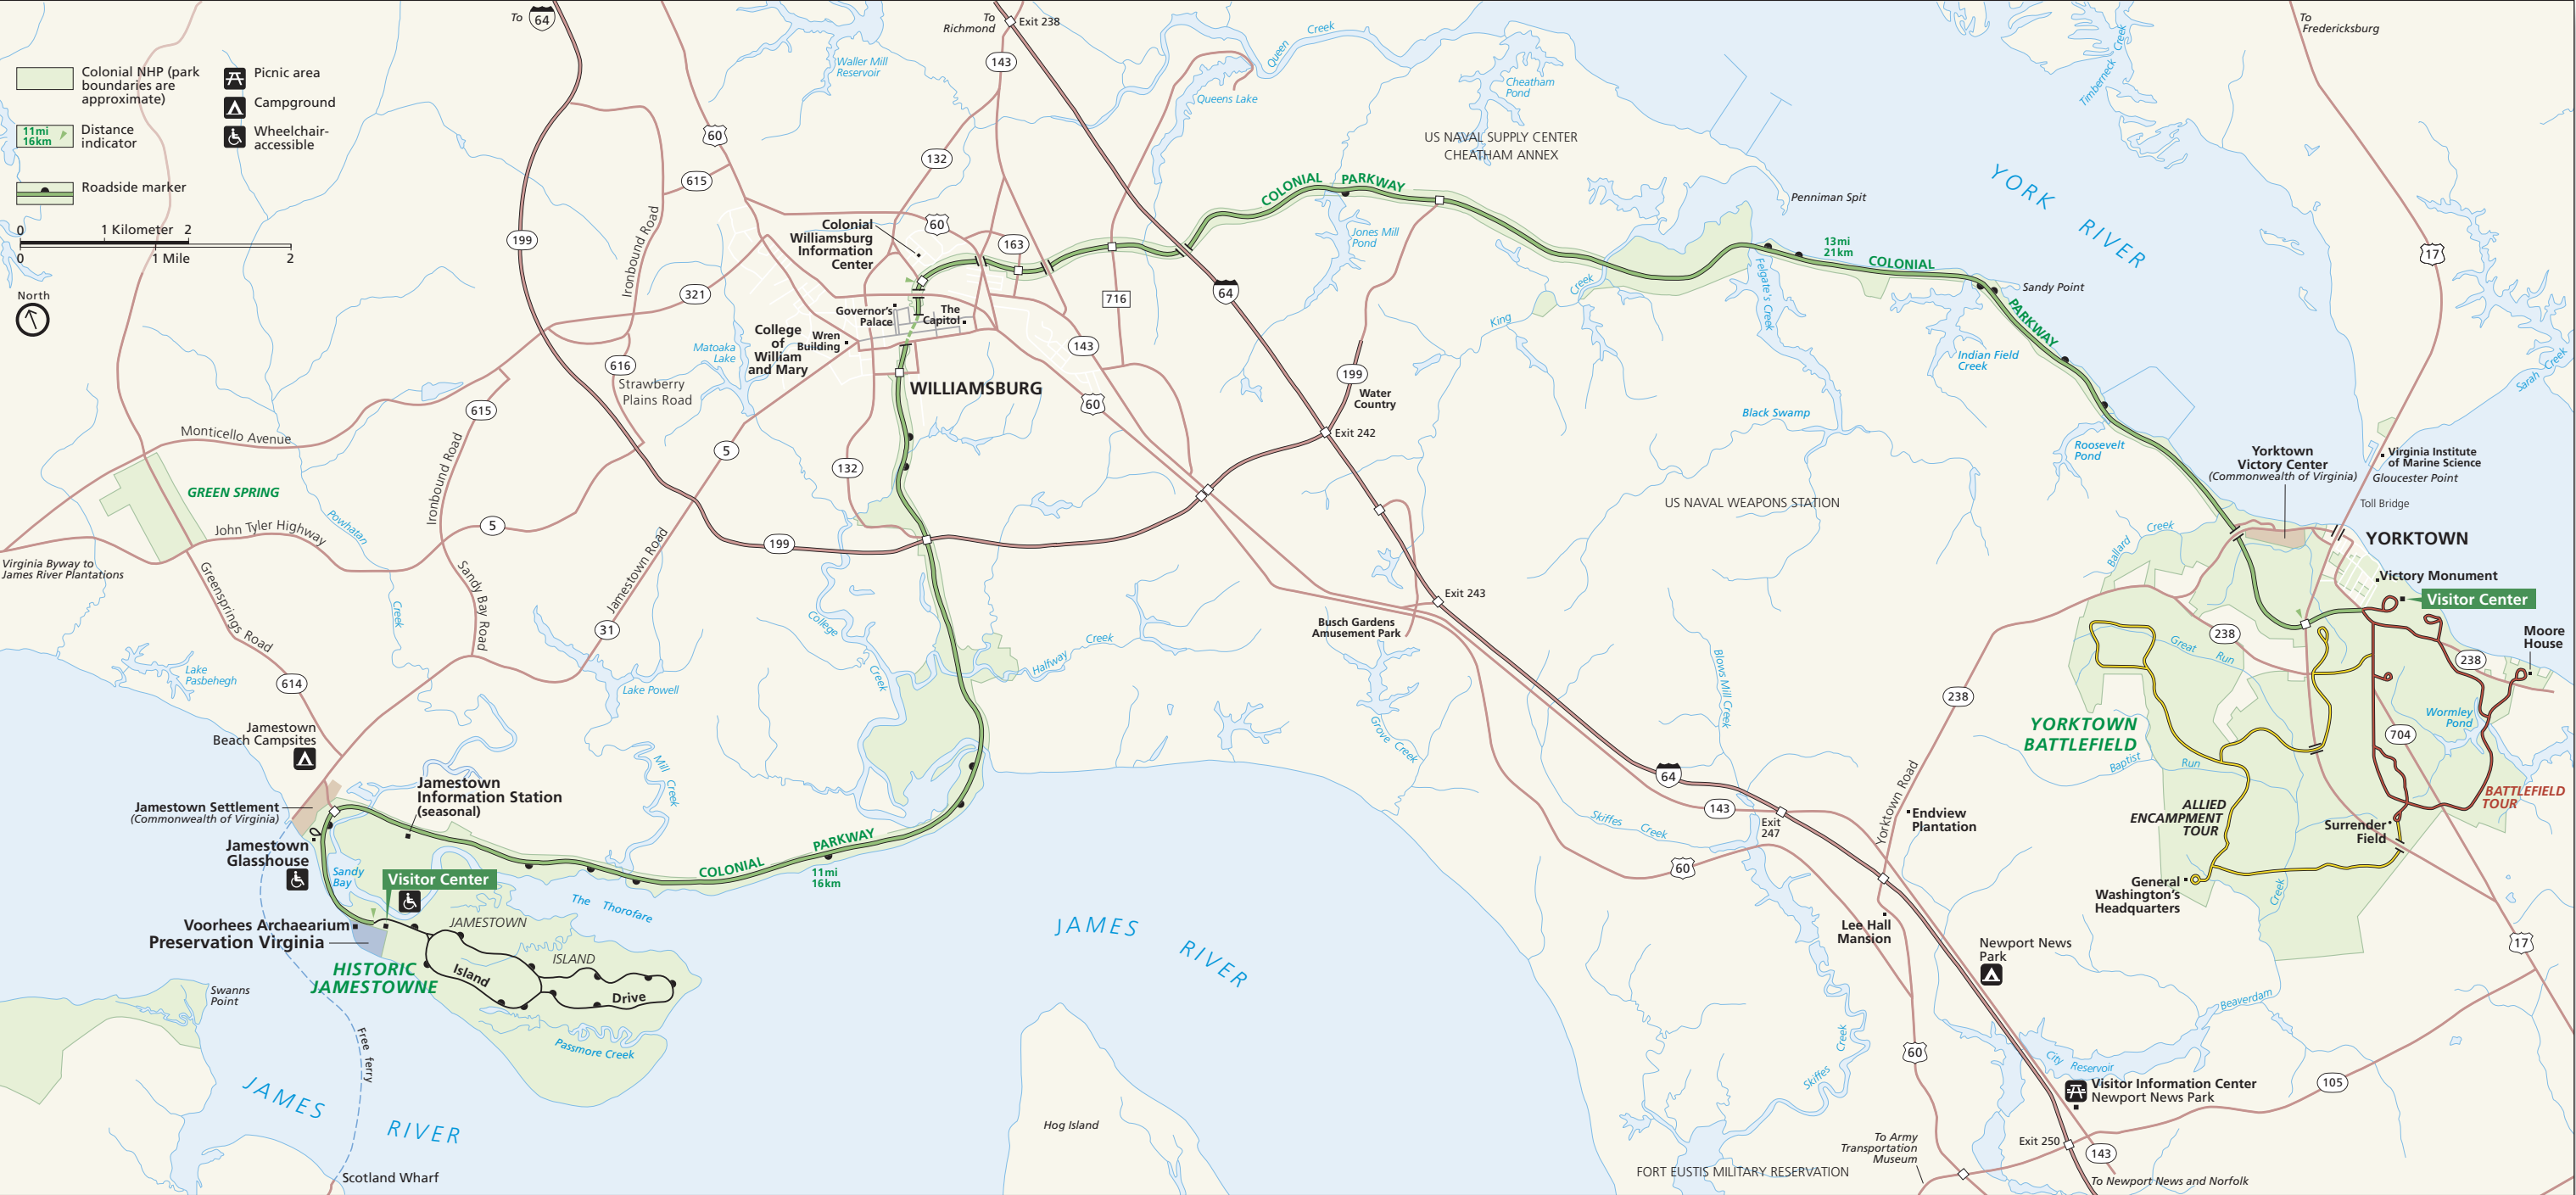 Colonial NHP (park
boundaries are
approximate)
11mi
16km
Distance
indicator
Roadside marker
Picnic area
Campground
Wheelchair-
accessible
0
1 Kilometer
2
0
1 Mile
2
North
To
64
To
Richmond
Exit 238
143
Waller Mill
Reservoir
Queen
Creek
Queens Lake
Cheatham
Pond
US NAVAL SUPPLY CENTER
CHEATHAM ANNEX
Timberneck
Creek
To
Fredericksburg
60
132
615
199
Ironbound Road
Colonial
Williamsburg
Information
Center
60
163
COLONIAL PARKWAY
Jones Mill
Pond
Penniman Spit
YORK RIVER
17
13mi
21km
COLONIAL
Felgate's Creek
Sandy Point
PARKWAY
321
Governor's
Palace
The
Capitol
716
64
King
Creek
Indian Field
Creek
Sarah Creek
College
of
William
and Mary
Wren
Building
Matoaka
Lake
143
616
Strawberry
Plains Road
WILLIAMSBURG
60
199
Water
Country
Exit 242
Black Swamp
615
Monticello Avenue
Ironbound Road
5
132
Roosevelt
Pond
Yorktown
Victory Center
(Commonwealth of Virginia)
Virginia Institute
of Marine Science
Gloucester Point
Toll Bridge
GREEN SPRING
John Tyler Highway
Powhatan
Creek
5
US NAVAL WEAPONS STATION
199
Jamestown Road
Virginia Byway to
James River Plantations
Ballard
Creek
YORKTOWN
Victory Monument
Visitor Center
Greensprings Road
Sandy Bay Road
31
College
Creek
Halfway
Creek
Exit 243
Busch Gardens
Amusement Park
238
Great
Run
Moore
House
238
Lake
Pasbehegh
614
Lake Powell
Blows Mill Creek
238
Wormley
Pond
YORKTOWN
BATTLEFIELD
704
Grove Creek
Baptist
Run
Jamestown
Beach Campsites
Mill
Creek
Jamestown
Information Station
(seasonal)
64
143
Exit
247
Yorktown Road
BATTLEFIELD
TOUR
ALLIED
ENCAMPMENT
TOUR
Surrender
Field
Jamestown Settlement
(Commonwealth of Virginia)
Endview
Plantation
Skiffes
Creek
Jamestown
Glasshouse
Sandy
Bay
COLONIAL
PARKWAY
11mi
16km
60
General
Washington's
Headquarters
Creek
Visitor Center
The Thorofare
Voorhees Archaearium
Preservation Virginia
JAMESTOWN
ISLAND
JAMES RIVER
Lee Hall
Mansion
Newport News
Park
17
HISTORIC
JAMESTOWNE
Island
Drive
Swanns
Point
Beaverdam
Passmore Creek
Free ferry
60
City
Reservoir
Skiffes
Creek
Visitor Information Center
Newport News Park
105
JAMES RIVER
Hog Island
To Army
Transportation
Museum
Exit 250
143
FORT EUSTIS MILITARY RESERVATION
Scotland Wharf
To Newport News and Norfolk